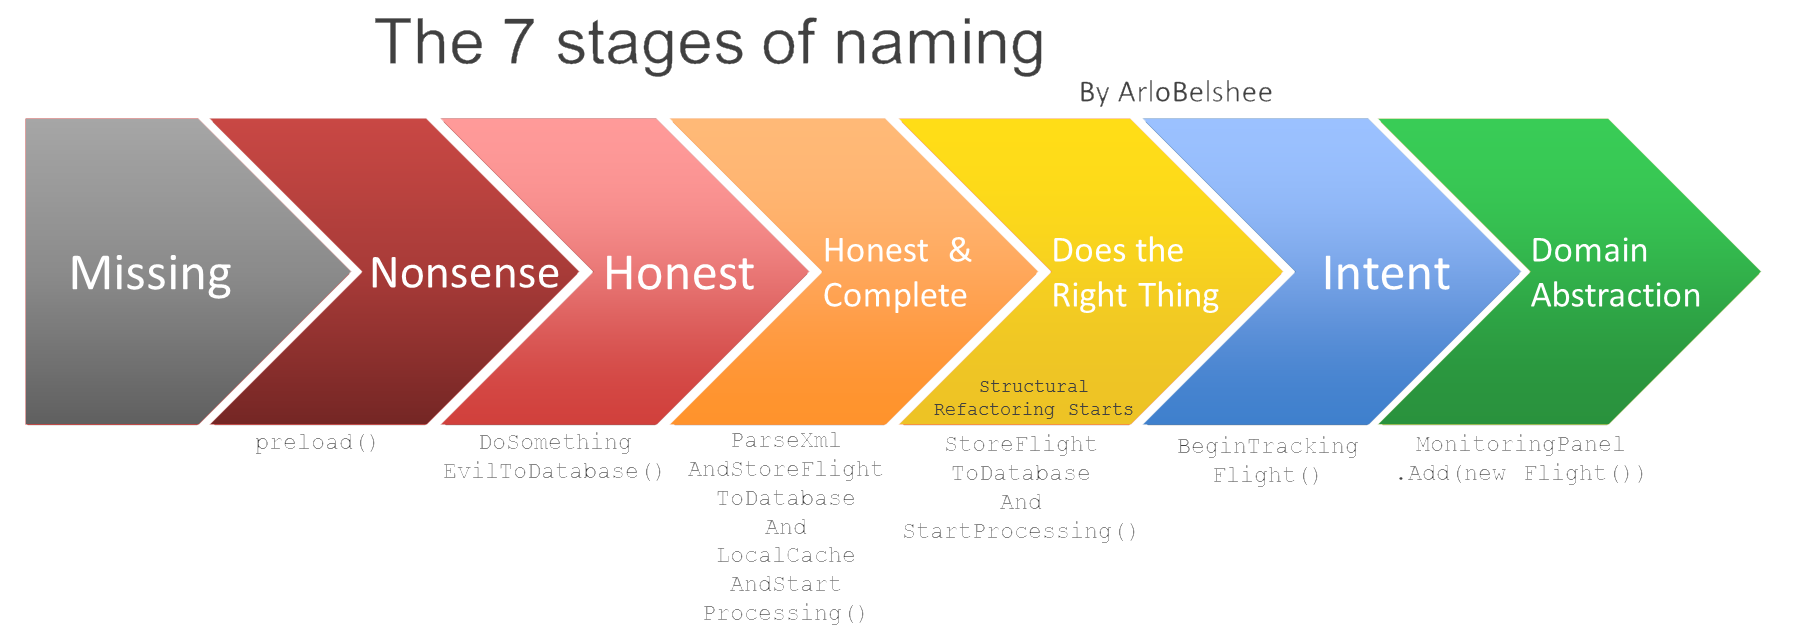 The 7 stages of naming
By ArloBelshee
Missing
Nonsense
preload()
Honest
DoSomething
EvilToDatabase()
Honest &
Complete
ParseXml
AndStoreFlight
ToDatabase
And
LocalCache
AndStart
Processing()
Does the
Right Thing
Structural
Refactoring Starts
StoreFlight
ToDatabase
And
StartProcessing()
Intent
BeginTracking
Flight()
Domain
Abstraction
MonitoringPanel
.Add(new Flight())